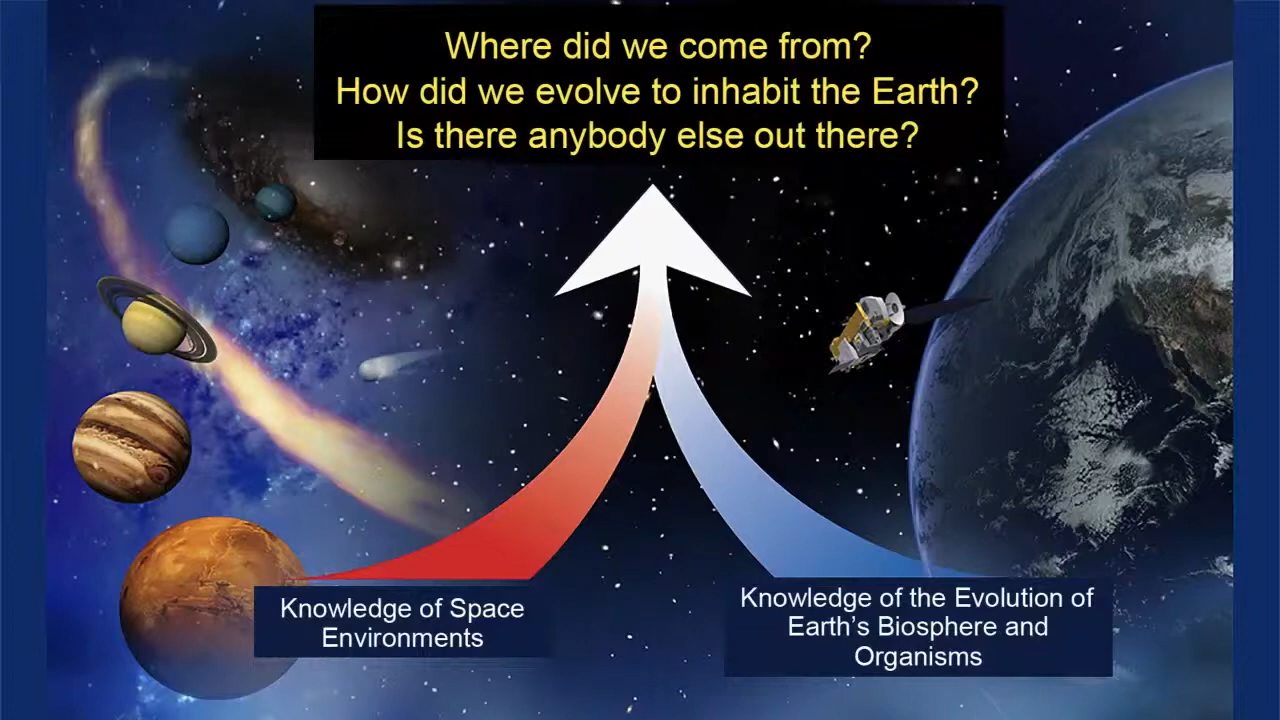 Where did we come from?
How did we evolve to inhabit the Earth?
Is there anybody else out there?
Knowledge of Space
Environments
Knowledge of the Evolution of
Earth’s Biosphere and
Organisms